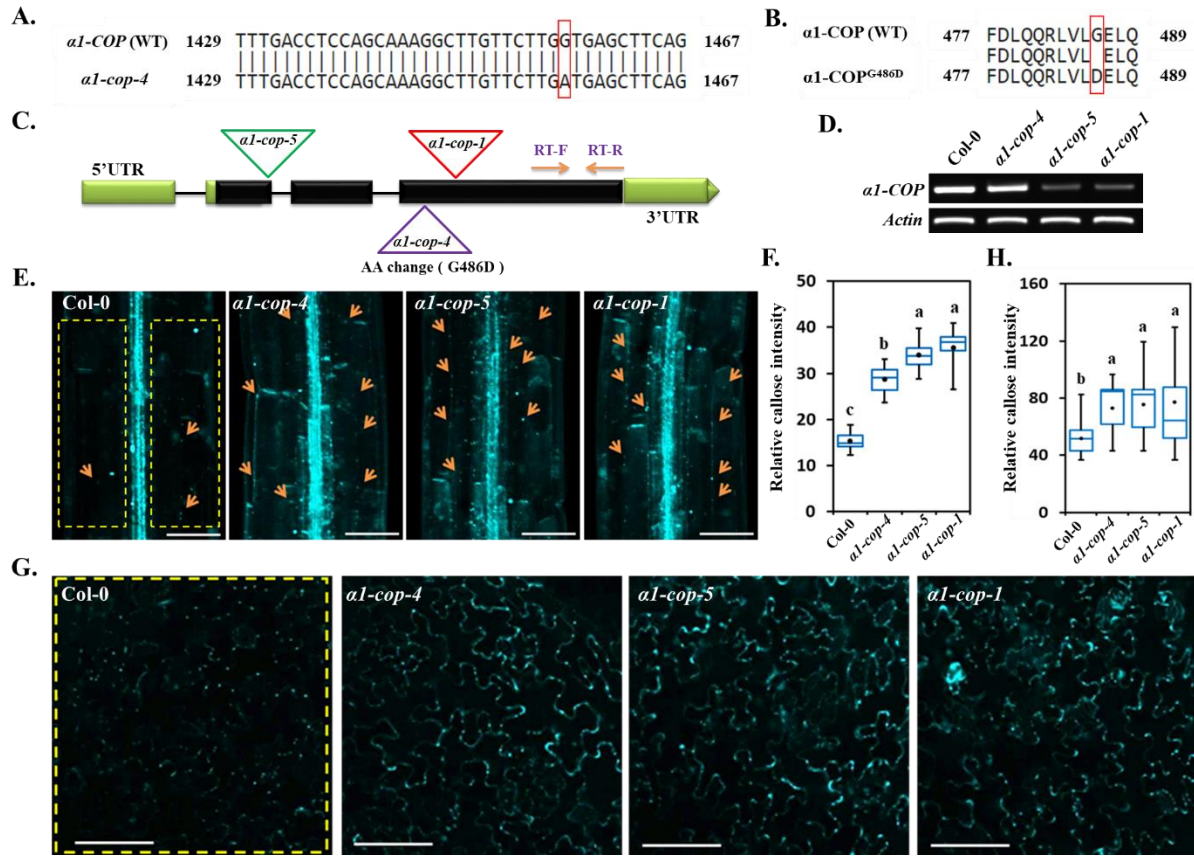 A.
α1-COP (WT) 1429 TTTGACCTCCAGCAAAGGCTTGTTCTTGGTGAGCTTCAG 1467
α1-cop-4 1429 TTTGACCTCCAGCAAAGGCTTGTTCTTGATGAGCTTCAG 1467
B.
α1-COP (WT) 477 FDLQQRLVLGELQ 489
α1-COPG486D 477 FDLQQRLVLDELQ 489
C.
α1-cop-5
α1-cop-1
RT-F RT-R
5'UTR
3'UTR
α1-cop-4
AA change ( G486D )
D.
Col-0 α1-cop-4 α1-cop-5 α1-cop-1
α1-COP
Actin
E.
Col-0 α1-cop-4 α1-cop-5 α1-cop-1
F.
Relative callose intensity
50
40
30
20
10
0
c b a a
Col-0 α1-cop-4 α1-cop-5 α1-cop-1
H.
Relative callose intensity
160
120
80
40
0
b a a a
Col-0 α1-cop-4 α1-cop-5 α1-cop-1
G.
Col-0 α1-cop-4 α1-cop-5 α1-cop-1